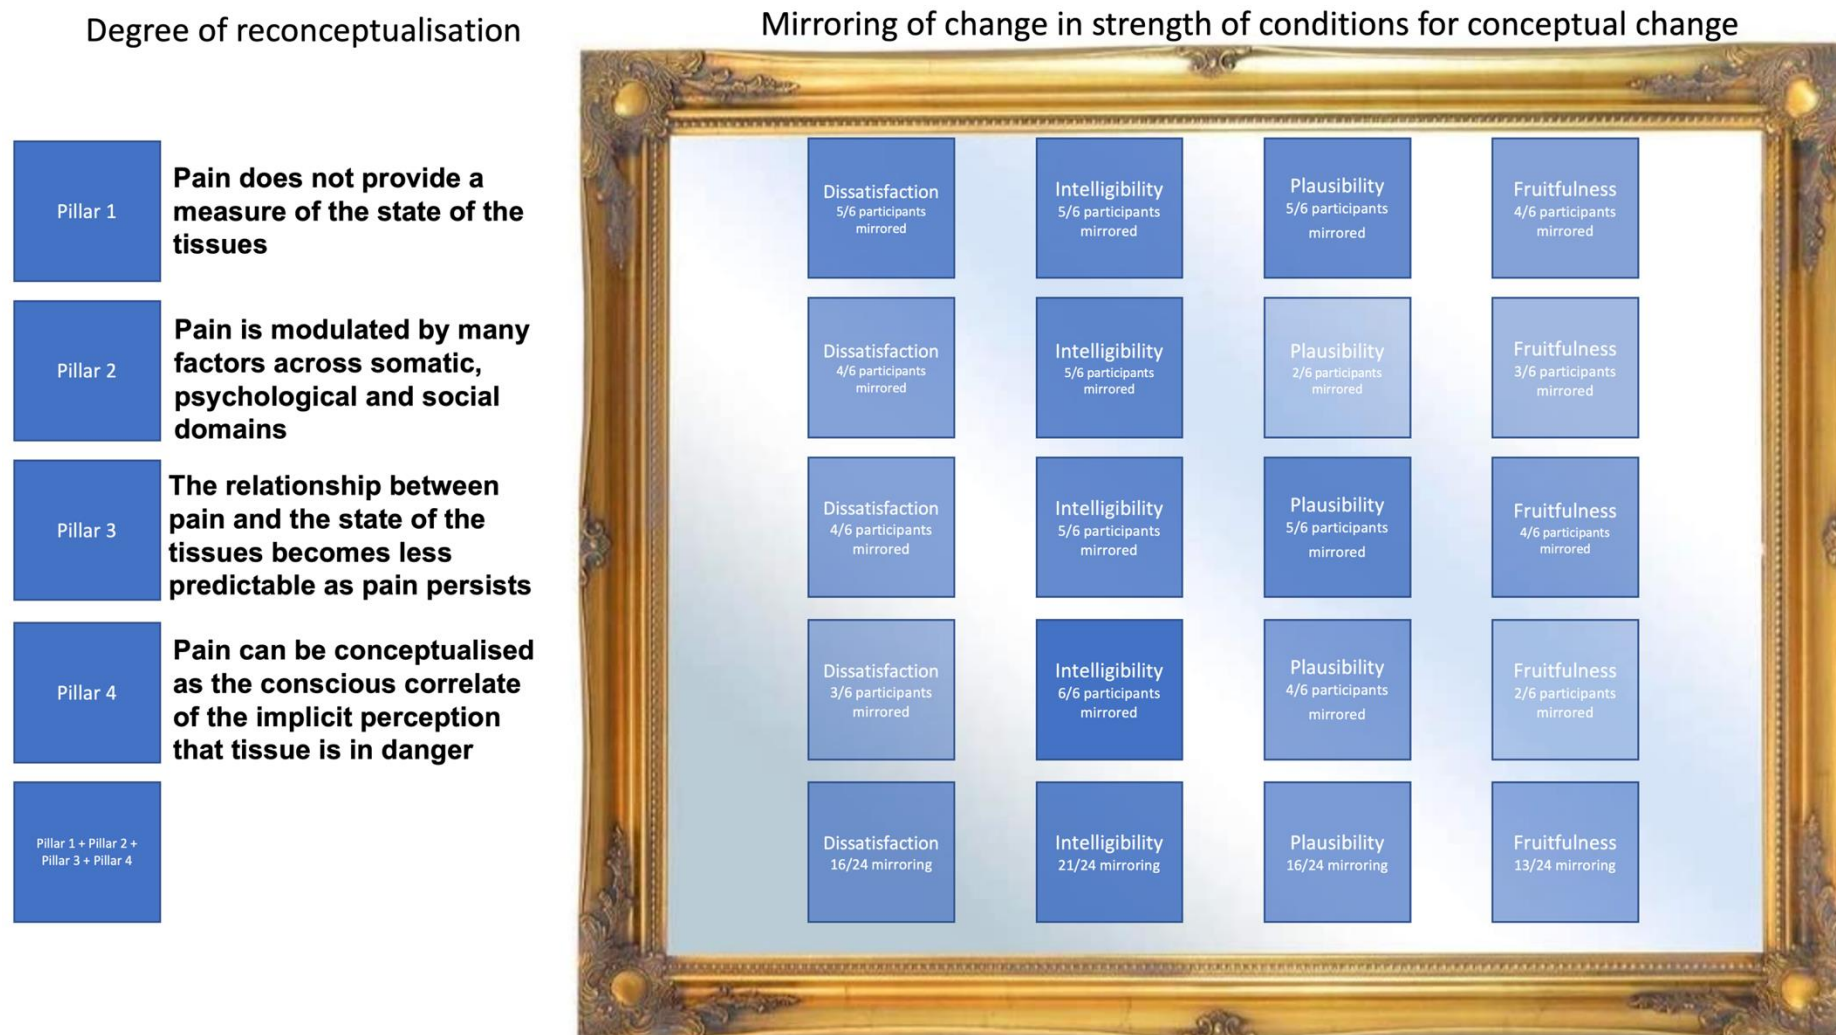 Degree of reconceptualisation
Mirroring of change in strength of conditions for conceptual change
Pillar 1
Pain does not provide a
measure of the state of the
tissues
Dissatisfaction
5/6 participants
mirrored
Intelligibility
5/6 participants
mirrored
Plausibility
5/6 participants
mirrored
Fruitfulness
4/6 participants
mirrored
Pillar 2
Pain is modulated by many
factors across somatic,
psychological and social
domains
Dissatisfaction
4/6 participants
mirrored
Intelligibility
5/6 participants
mirrored
Plausibility
2/6 participants
mirrored
Fruitfulness
3/6 participants
mirrored
Pillar 3
The relationship between
pain and the state of the
tissues becomes less
predictable as pain persists
Dissatisfaction
4/6 participants
mirrored
Intelligibility
5/6 participants
mirrored
Plausibility
5/6 participants
mirrored
Fruitfulness
4/6 participants
mirrored
Pillar 4
Pain can be conceptualised
as the conscious correlate
of the implicit perception
that tissue is in danger
Dissatisfaction
3/6 participants
mirrored
Intelligibility
6/6 participants
mirrored
Plausibility
4/6 participants
mirrored
Fruitfulness
2/6 participants
mirrored
Pillar 1 + Pillar 2 +
Pillar 3 + Pillar 4
Dissatisfaction
16/24 mirroring
Intelligibility
21/24 mirroring
Plausibility
16/24 mirroring
Fruitfulness
13/24 mirroring